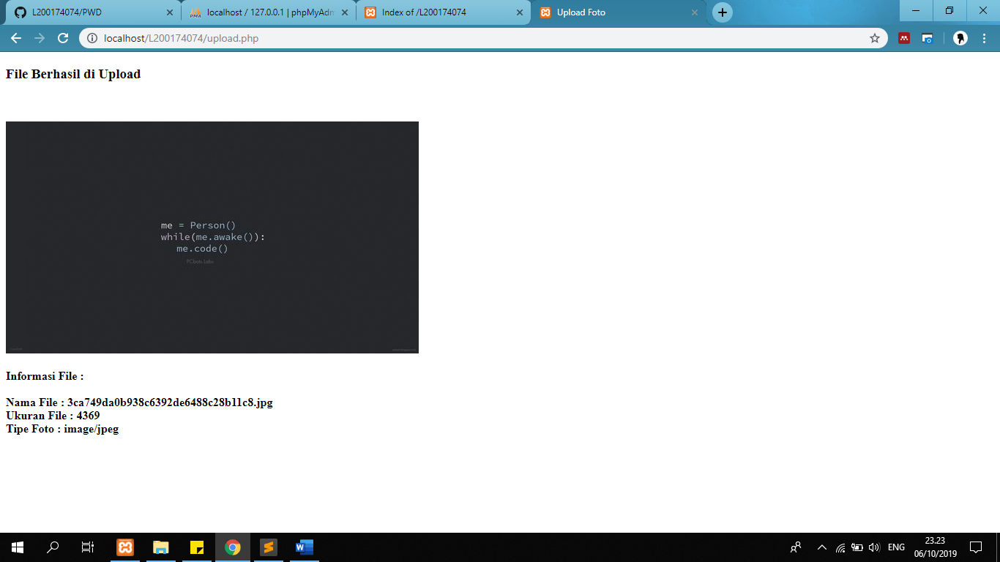 L200174074/PWD
localhost / 127.0.0.1 | phpMyAdm
Index of /L200174074
Upload Foto
localhost/L200174074/upload.php
File Berhasil di Upload
me = Person()
while(me.awake()):
me.code()
PCbots Labs
Informasi File :
Nama File : 3ca749da0b938c6392de6488c28b11c8.jpg
Ukuran File : 4369
Tipe Foto : image/jpeg
ENG
23.23
06/10/2019